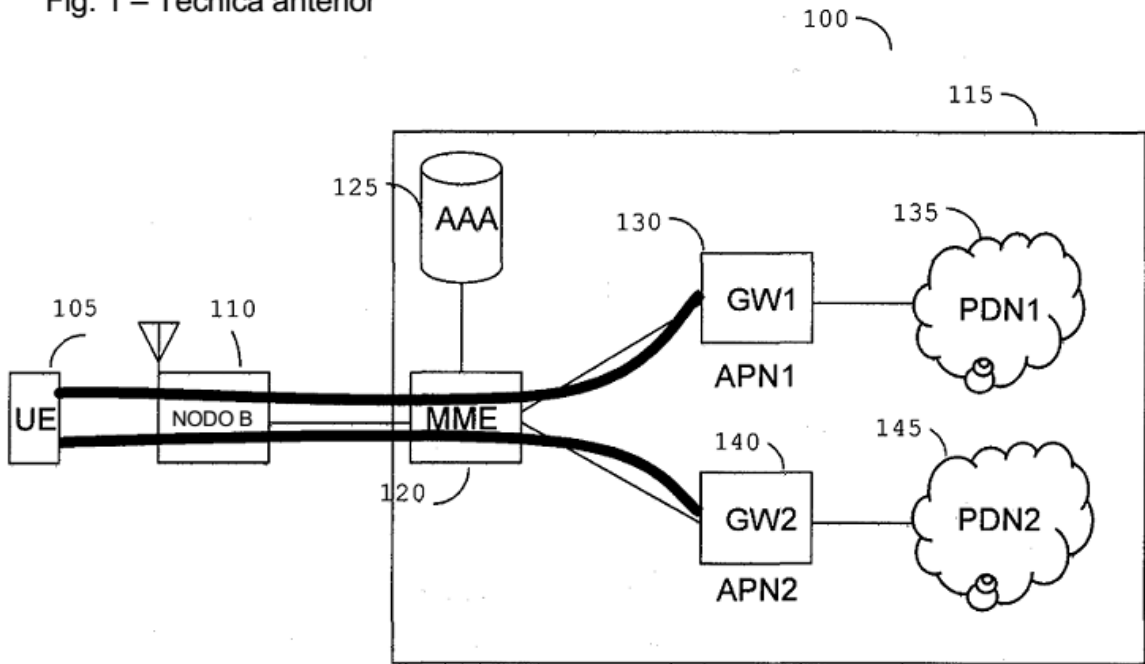 Fig. 1 – Técnica anterior
100
115
125
AAA
130
135
GW1
PDN1
105
110
APN1
UE
NODO B
MME
140
145
120
GW2
PDN2
APN2